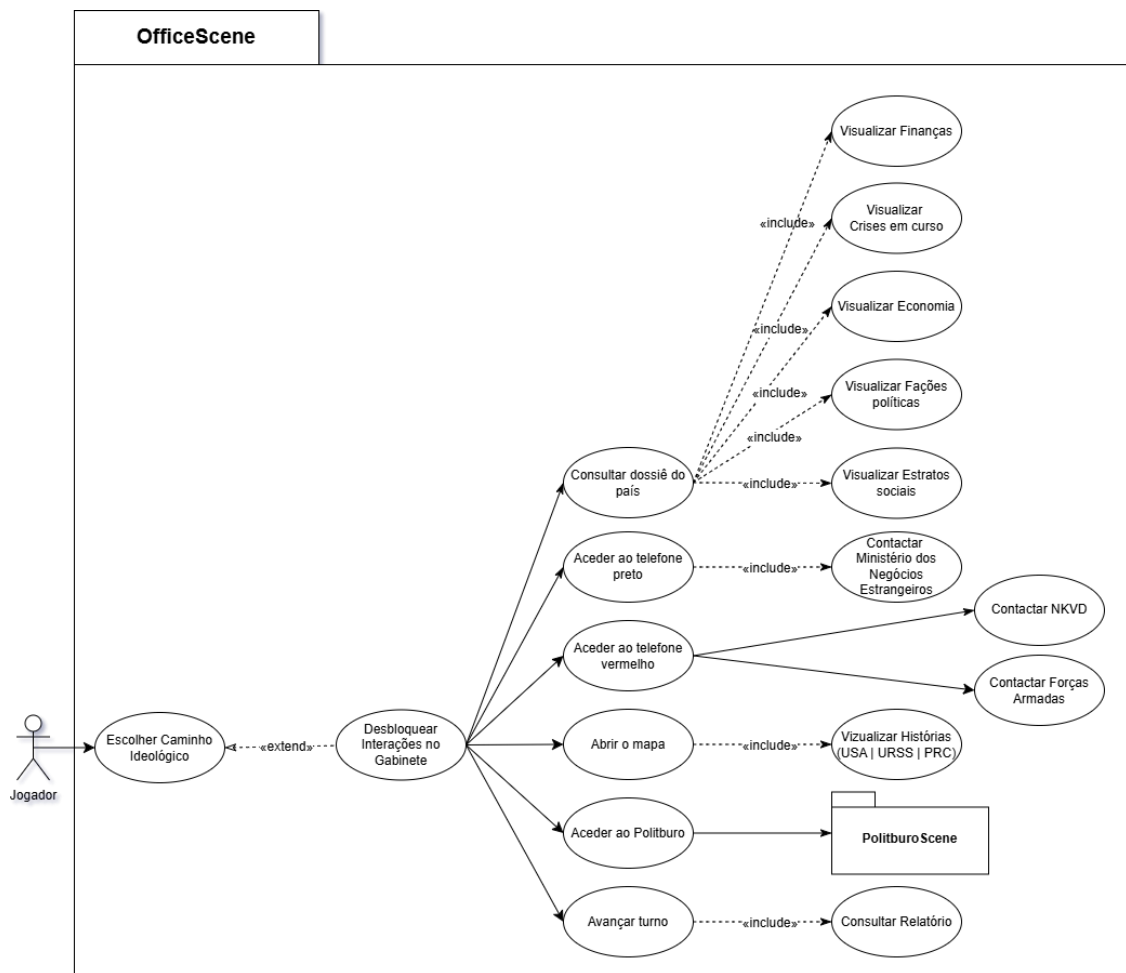 OfficeScene
Visualizar Finanças
«include»
Visualizar
Crises em curso
«include»
Visualizar Economia
«include»
Visualizar Fações
políticas
«include»
Consultar dossiê do
país
«include»
Visualizar Estratos
sociais
Aceder ao telefone
preto
«include»
Contactar
Ministério dos
Negócios
Estrangeiros
Aceder ao telefone
vermelho
Contactar NKVD
Contactar Forças
Armadas
Jogador
Escolher Caminho
Ideológico
«extend»
Desbloquear
Interações no
Gabinete
Abrir o mapa
«include»
Vizualizar Histórias
(USA | URSS | PRC)
Aceder ao Politburo
PolitburoScene
Avançar turno
«include»
Consultar Relatório